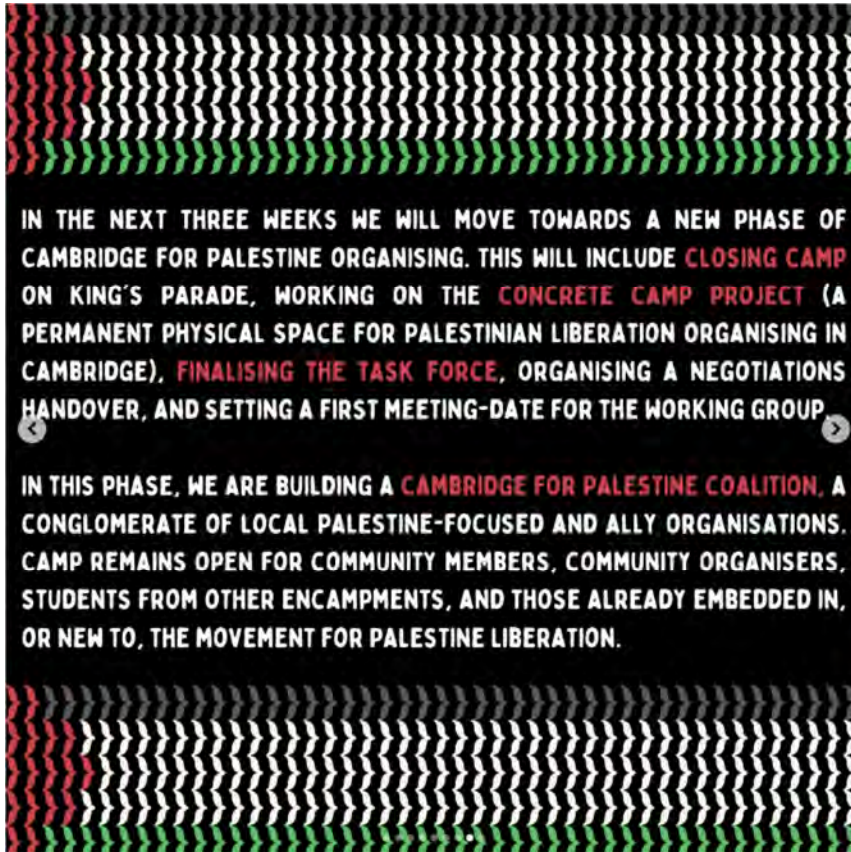 IN THE NEXT THREE WEEKS WE WILL MOVE TOWARDS A NEW PHASE OF
CAMBRIDGE FOR PALESTINE ORGANISING. THIS WILL INCLUDE CLOSING CAMP
ON KING'S PARADE, WORKING ON THE CONCRETE CAMP PROJECT (A
PERMANENT PHYSICAL SPACE FOR PALESTINIAN LIBERATION ORGANISING IN
CAMBRIDGE), FINALISING THE TASK FORCE, ORGANISING A NEGOTIATIONS
HANDOVER, AND SETTING A FIRST MEETING-DATE FOR THE WORKING GROUP.
IN THIS PHASE, WE ARE BUILDING A CAMBRIDGE FOR PALESTINE COALITION, A
CONGLOMERATE OF LOCAL PALESTINE-FOCUSED AND ALLY ORGANISATIONS.
CAMP REMAINS OPEN FOR COMMUNITY MEMBERS, COMMUNITY ORGANISERS,
STUDENTS FROM OTHER ENCAMPMENTS, AND THOSE ALREADY EMBEDDED IN,
OR NEW TO, THE MOVEMENT FOR PALESTINE LIBERATION.